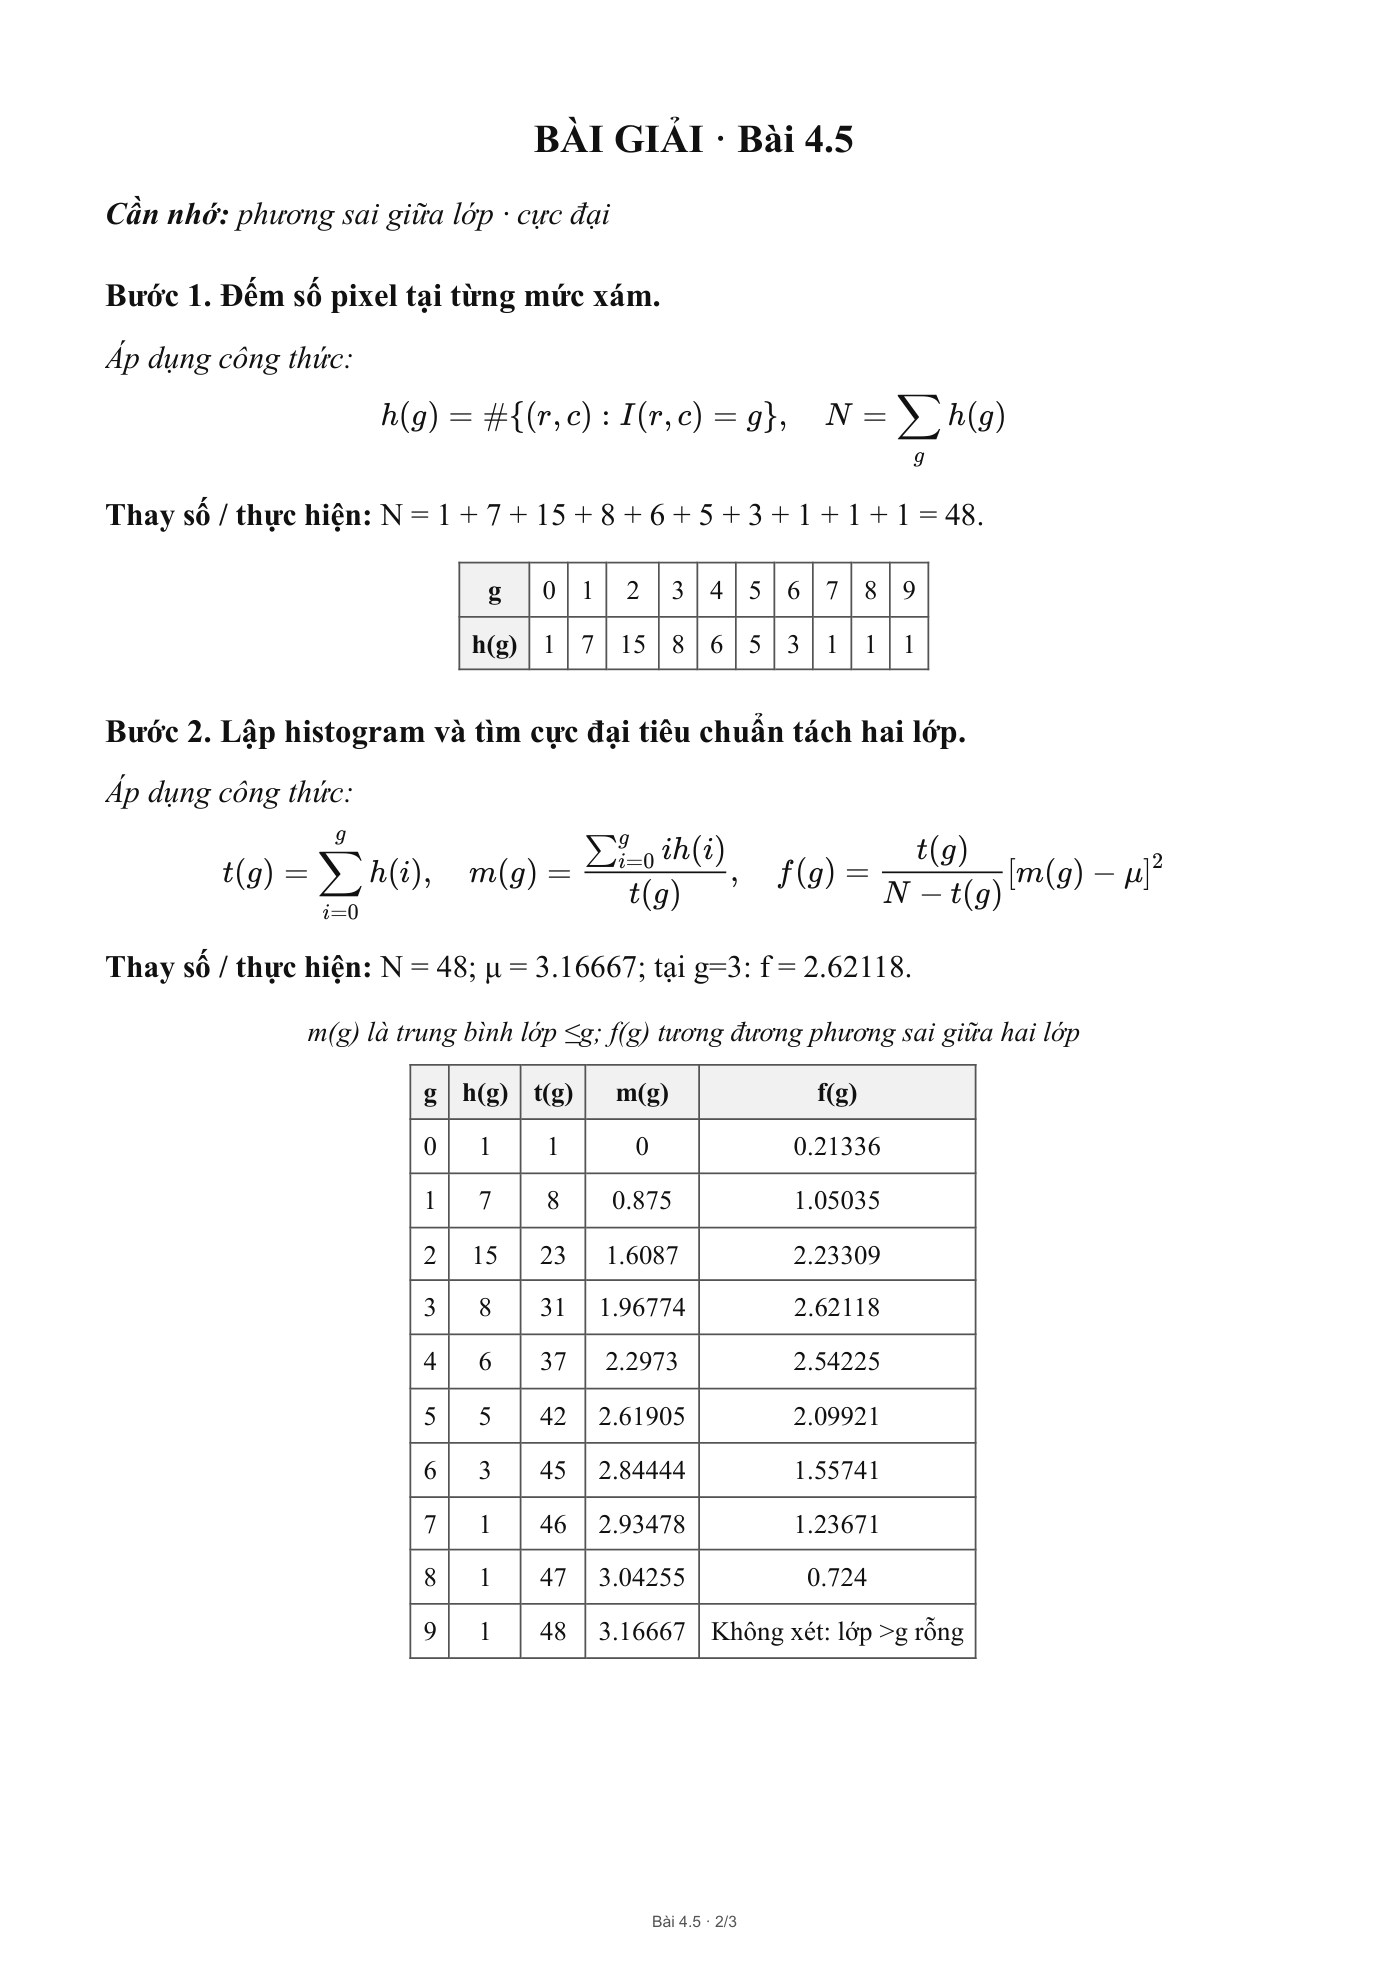 BÀI GIẢI · Bài 4.5
Cần nhớ: phương sai giữa lớp · cực đại
Bước 1. Đếm số pixel tại từng mức xám.
Áp dụng công thức:
h(g) = #{(r, c) : I(r, c) = g},    N = ∑_g h(g)
Thay số / thực hiện: N = 1 + 7 + 15 + 8 + 6 + 5 + 3 + 1 + 1 + 1 = 48.
g 0 1 2 3 4 5 6 7 8 9
h(g) 1 7 15 8 6 5 3 1 1 1
Bước 2. Lập histogram và tìm cực đại tiêu chuẩn tách hai lớp.
Áp dụng công thức:
t(g) = ∑_{i=0}^{g} h(i),    m(g) = \frac{∑_{i=0}^{g} ih(i)}{t(g)},    f(g) = \frac{t(g)}{N − t(g)}[m(g) − μ]²
Thay số / thực hiện: N = 48; μ = 3.16667; tại g=3: f = 2.62118.
m(g) là trung bình lớp ≤g; f(g) tương đương phương sai giữa hai lớp
g h(g) t(g) m(g) f(g)
0 1 1 0 0.21336
1 7 8 0.875 1.05035
2 15 23 1.6087 2.23309
3 8 31 1.96774 2.62118
4 6 37 2.2973 2.54225
5 5 42 2.61905 2.09921
6 3 45 2.84444 1.55741
7 1 46 2.93478 1.23671
8 1 47 3.04255 0.724
9 1 48 3.16667 Không xét: lớp >g rỗng
Bài 4.5 · 2/3